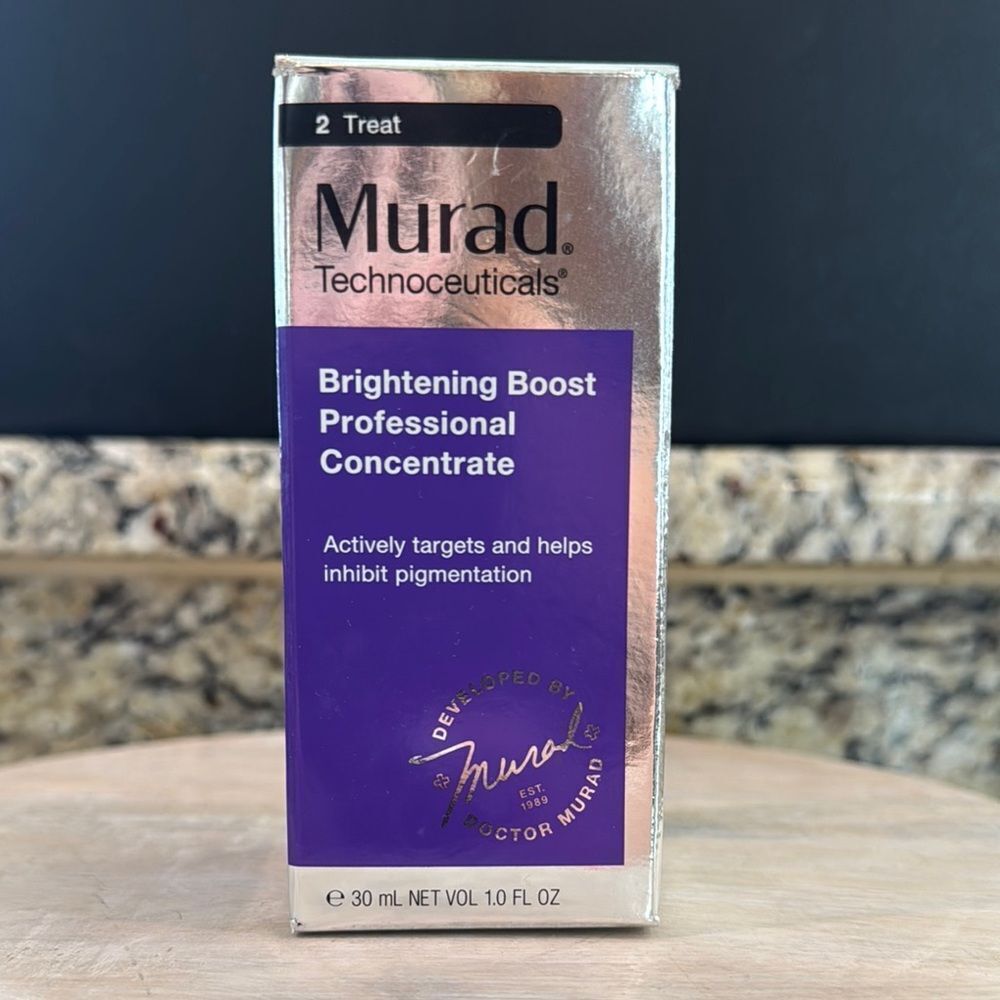 2 Treat
Murad®
Technoceuticals®
Brightening Boost
Professional
Concentrate
Actively targets and helps
inhibit pigmentation
DEVELOPED BY
Murad
EST.
1989
DOCTOR MURAD
℮ 30 mL NET VOL 1.0 FL OZ